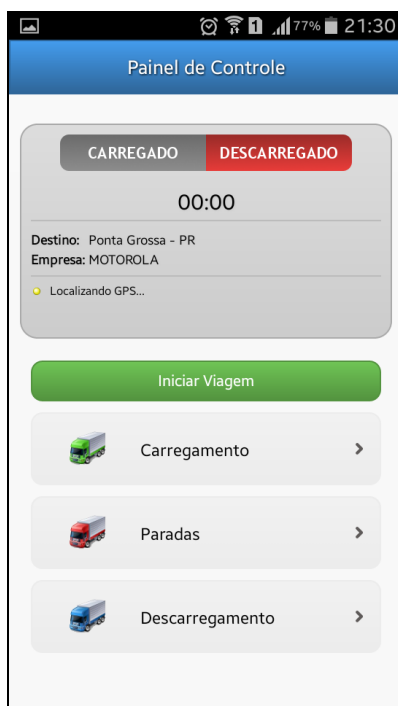 1 77% 21:30
Painel de Controle
CARREGADO DESCARREGADO
00:00
Destino: Ponta Grossa - PR
Empresa: MOTOROLA
Localizando GPS...
Iniciar Viagem
Carregamento
Paradas
Descarregamento